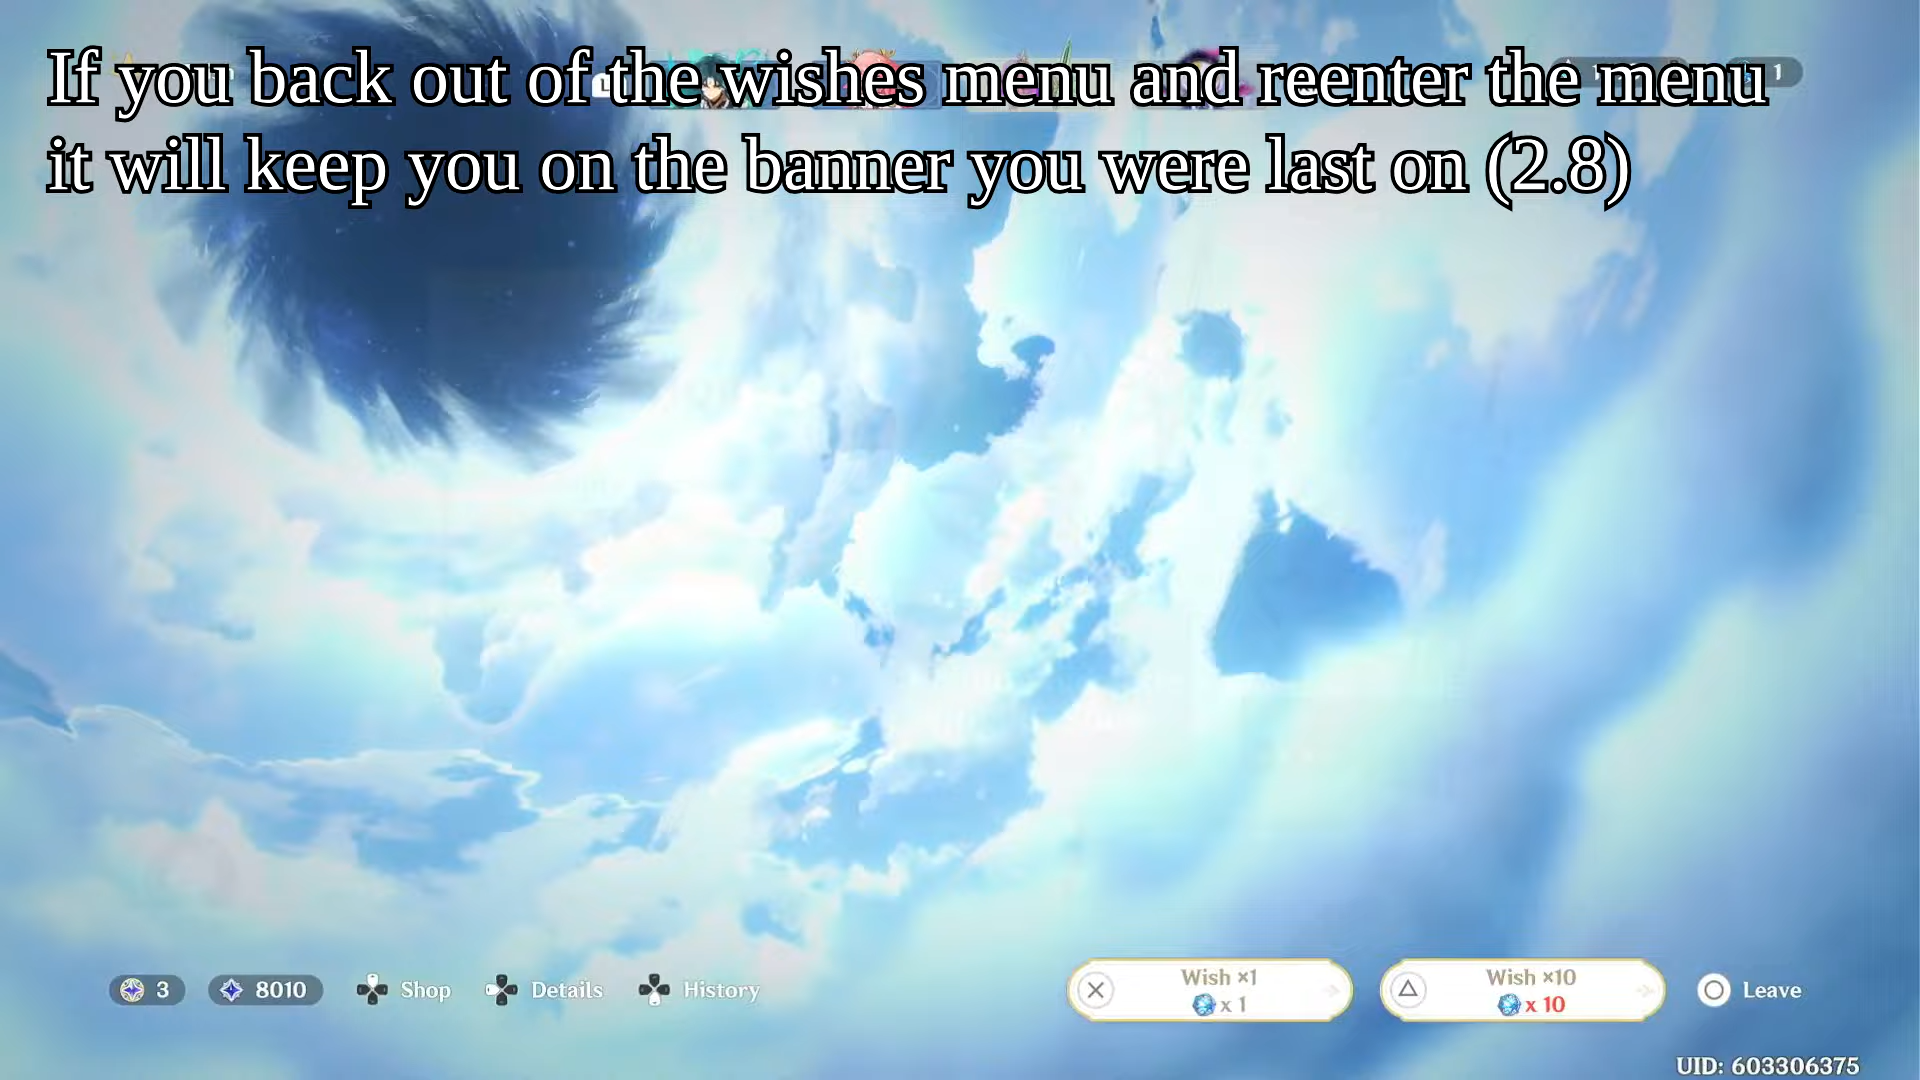 If you back out of the wishes menu and reenter the menu
it will keep you on the banner you were last on (2.8)
1
3
8010
Shop
Details
History
Wish ×1
x 1
Wish ×10
x 10
Leave
UID: 603306375